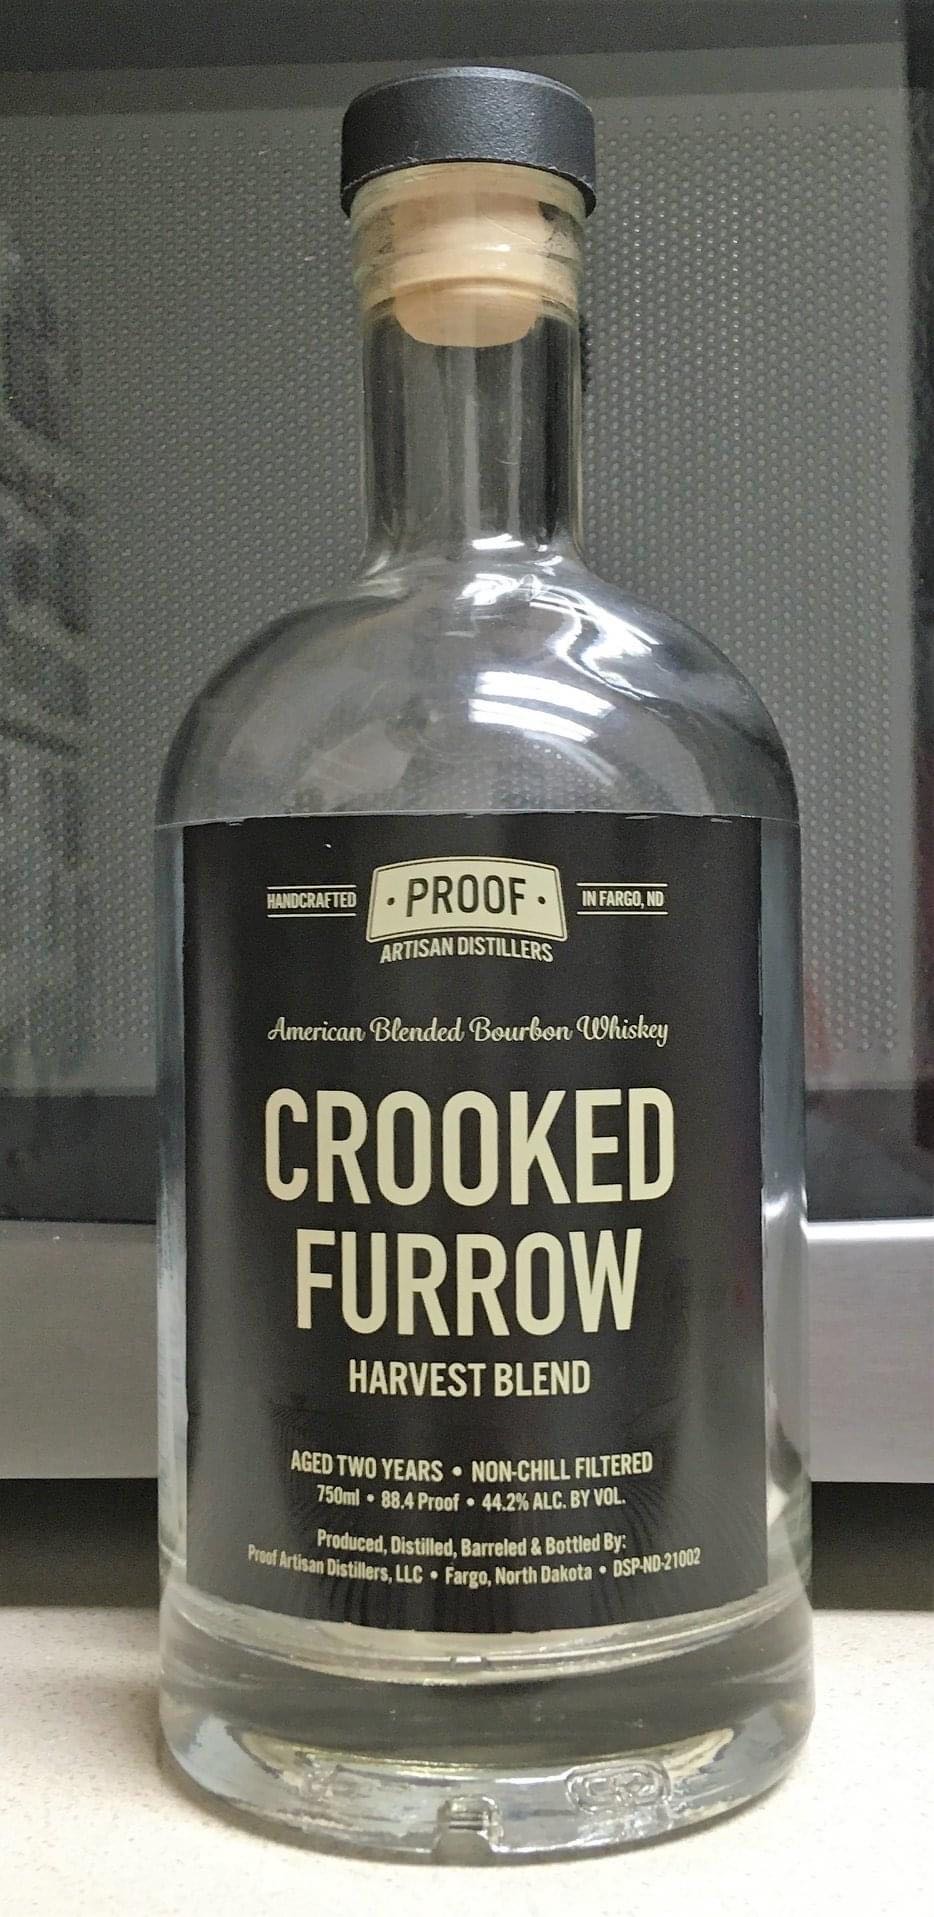 HANDCRAFTED
· PROOF ·
IN FARGO, ND
ARTISAN DISTILLERS
American Blended Bourbon Whiskey
CROOKED
FURROW
HARVEST BLEND
AGED TWO YEARS • NON-CHILL FILTERED
750ml • 88.4 Proof • 44.2% ALC. BY VOL.
Produced, Distilled, Barreled & Bottled By:
Proof Artisan Distillers, LLC • Fargo, North Dakota • DSP-ND-21002